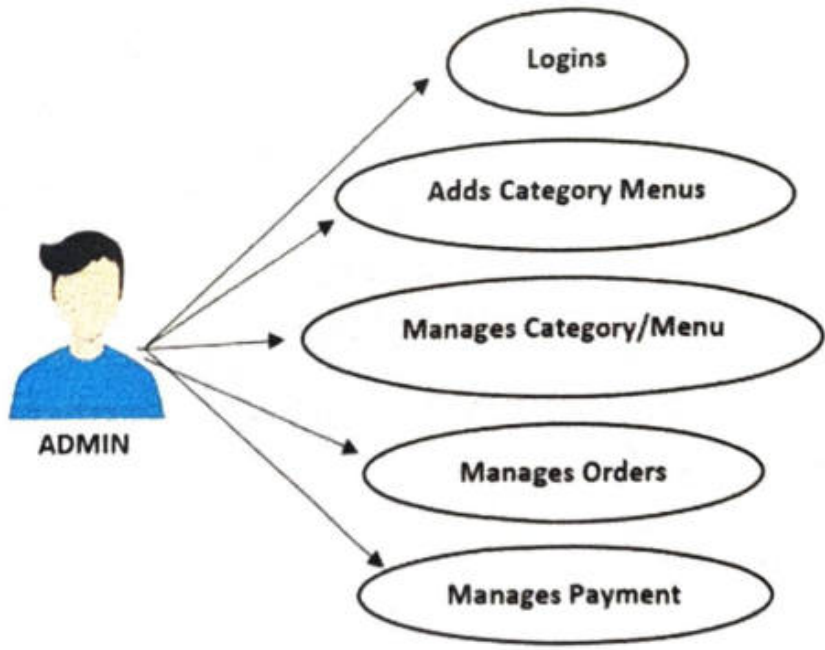 Logins
Adds Category Menus
Manages Category/Menu
ADMIN
Manages Orders
Manages Payment